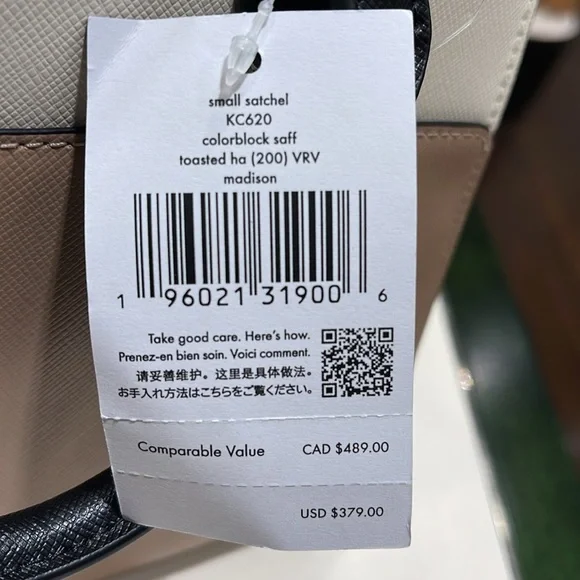 small satchel
KC620
colorblock saff
toasted ha (200) VRV
madison
1 96021 31900 6
Take good care. Here's how.
Prenez-en bien soin. Voici comment.
请妥善维护。这里是具体做法。
お手入れ方法はこちらをご覧ください。
Comparable Value CAD $489.00
USD $379.00